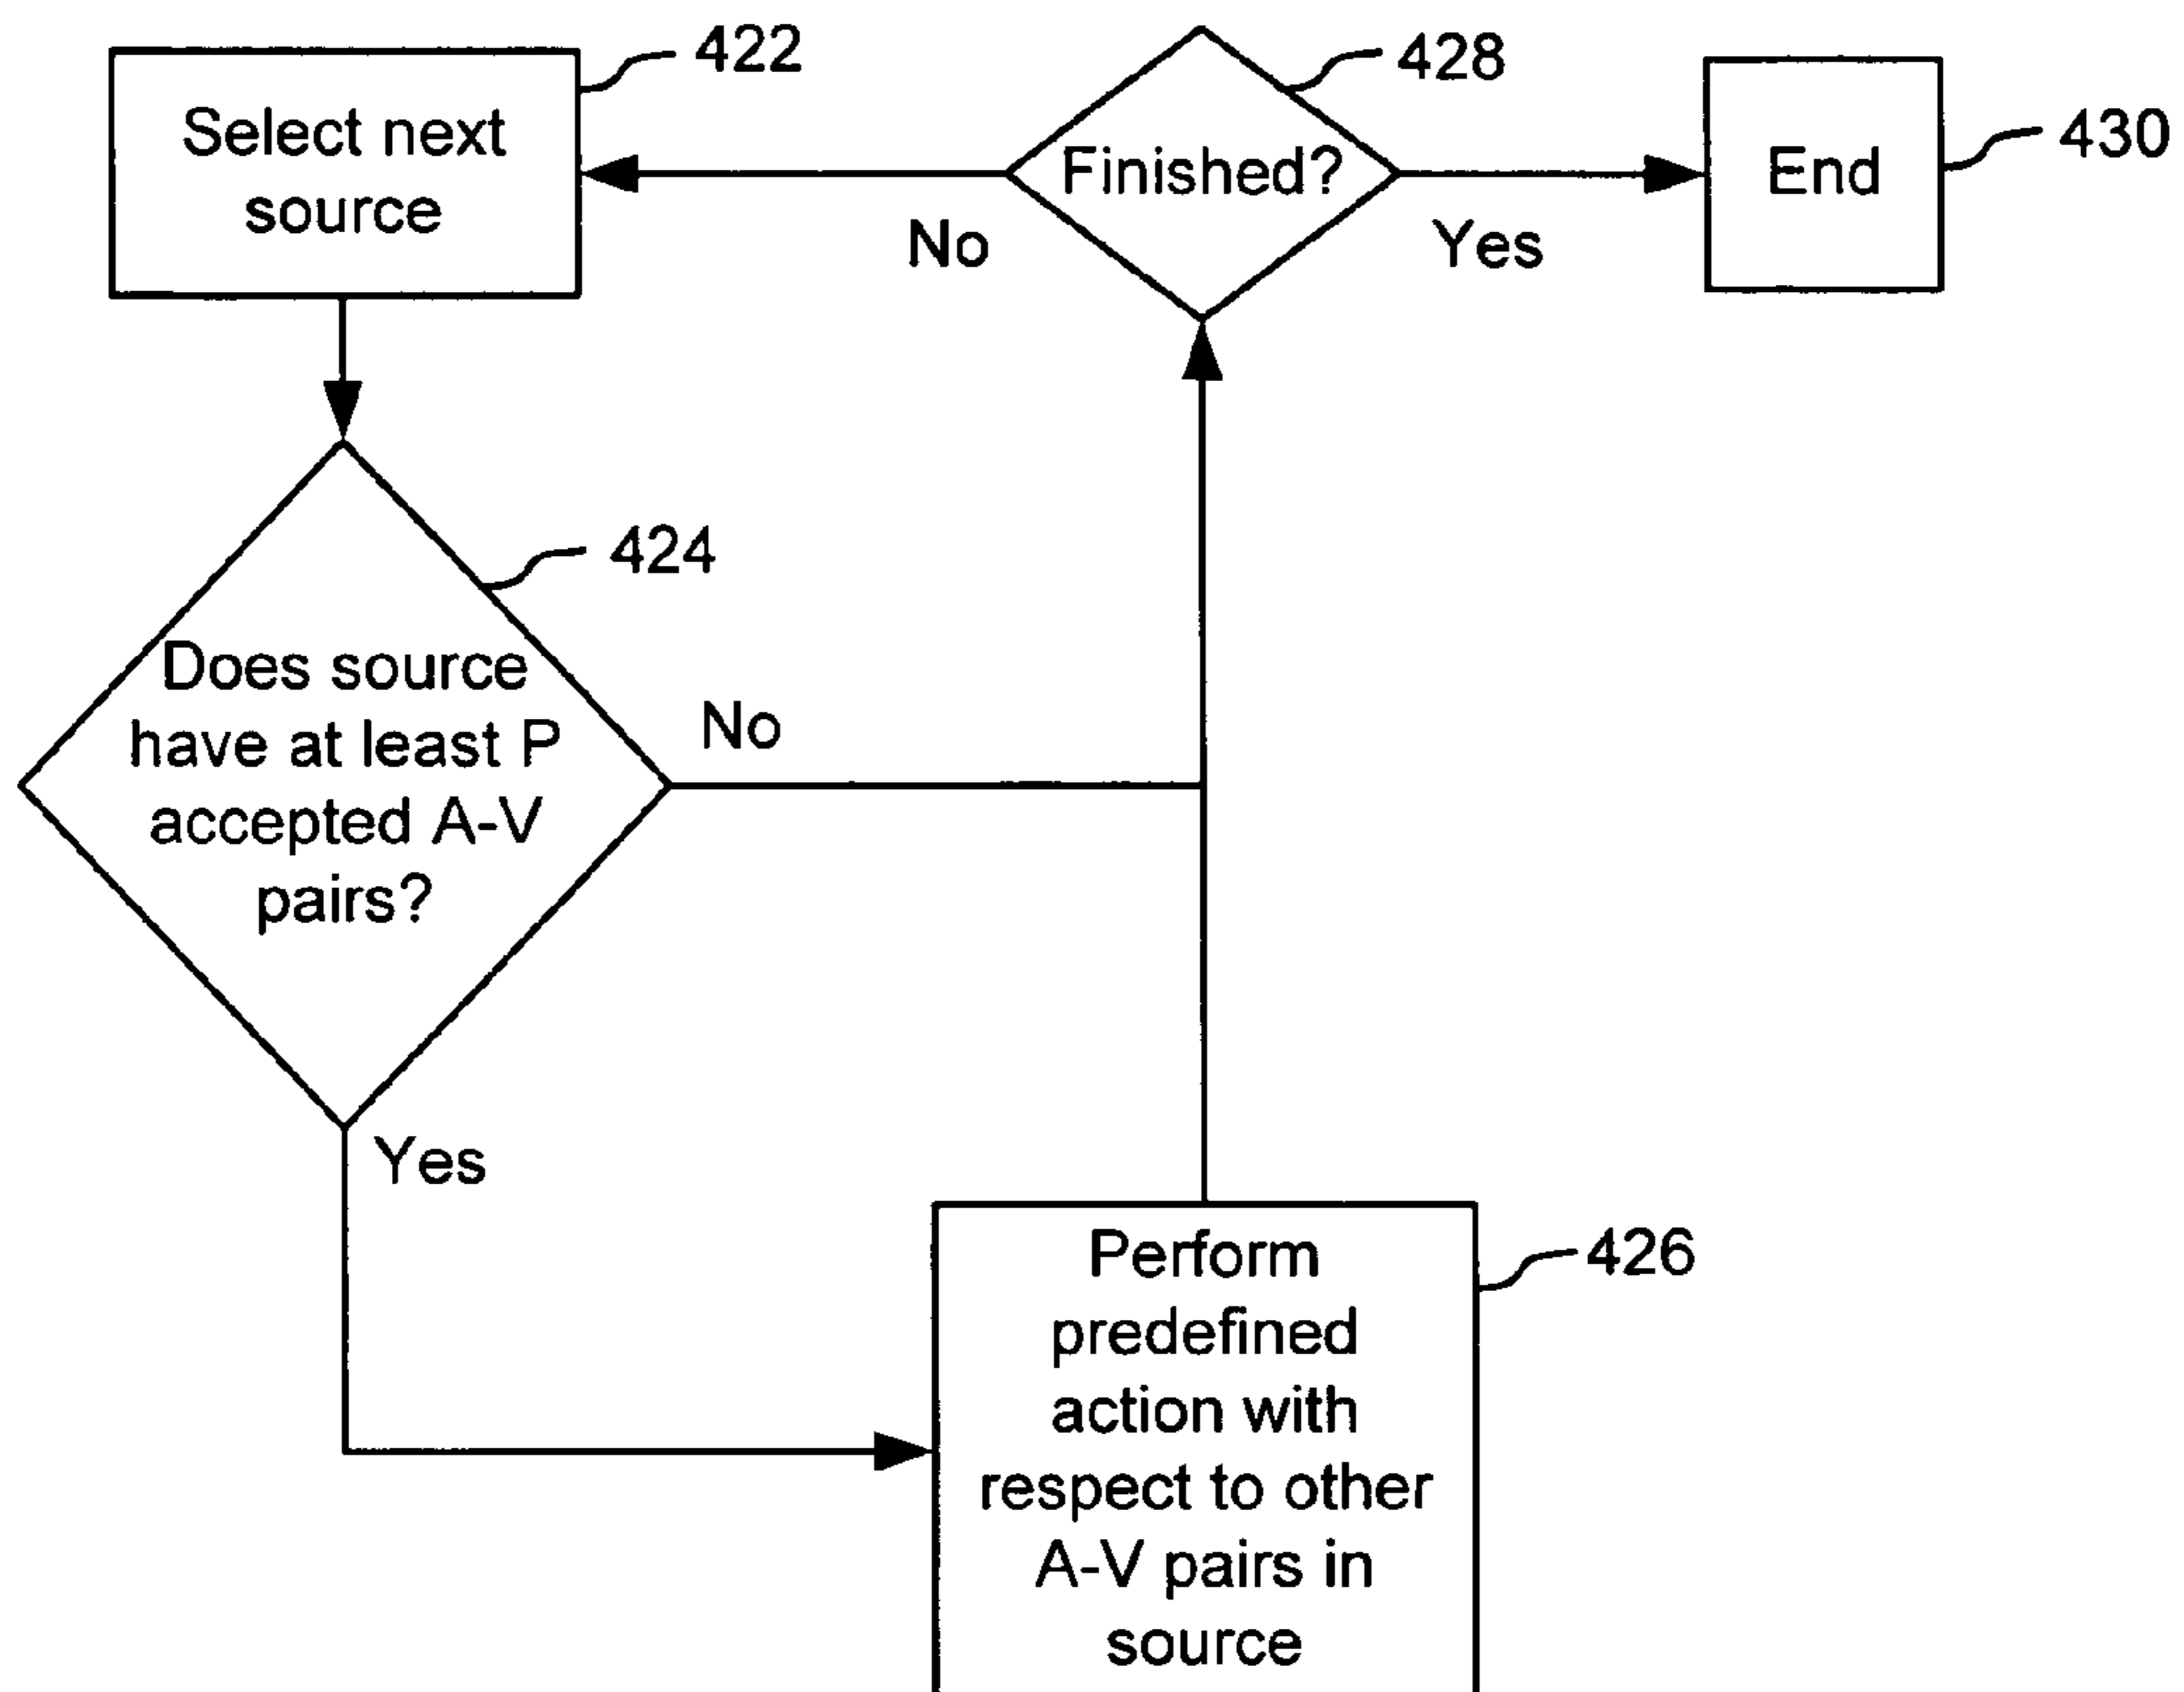 422
Select next
source
428
Finished?
430
End
No
Yes
424
Does source
have at least P
accepted A-V
pairs?
No
Yes
426
Perform
predefined
action with
respect to other
A-V pairs in
source